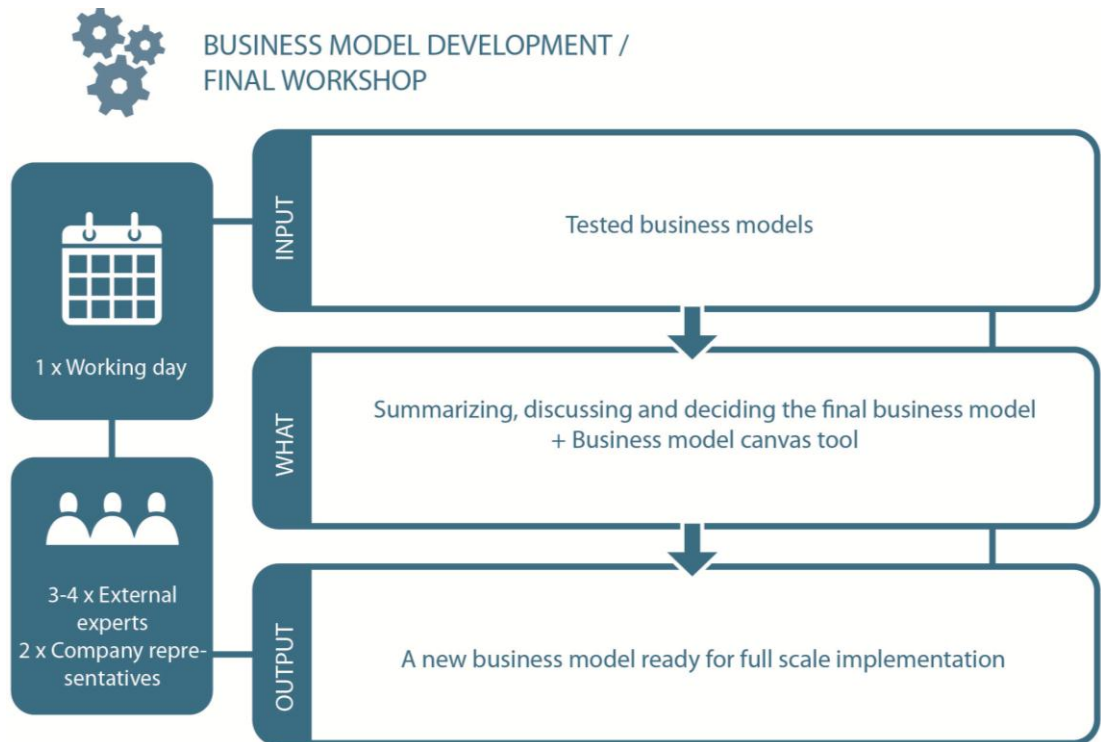 BUSINESS MODEL DEVELOPMENT /
FINAL WORKSHOP
1 x Working day
3-4 x External
experts
2 x Company repre-
sentatives
INPUT
Tested business models
WHAT
Summarizing, discussing and deciding the final business model
+ Business model canvas tool
OUTPUT
A new business model ready for full scale implementation